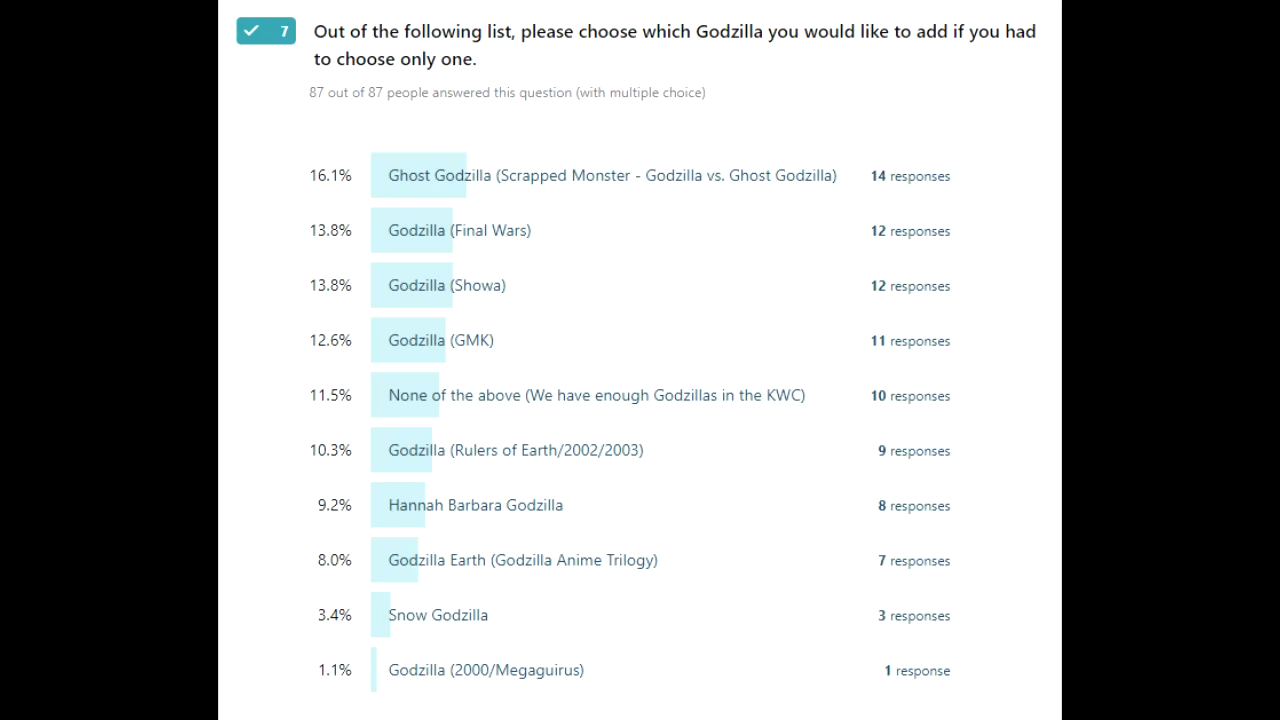 7 Out of the following list, please choose which Godzilla you would like to add if you had
to choose only one.
87 out of 87 people answered this question (with multiple choice)
16.1% Ghost Godzilla (Scrapped Monster - Godzilla vs. Ghost Godzilla) 14 responses
13.8% Godzilla (Final Wars) 12 responses
13.8% Godzilla (Showa) 12 responses
12.6% Godzilla (GMK) 11 responses
11.5% None of the above (We have enough Godzillas in the KWC) 10 responses
10.3% Godzilla (Rulers of Earth/2002/2003) 9 responses
9.2% Hannah Barbara Godzilla 8 responses
8.0% Godzilla Earth (Godzilla Anime Trilogy) 7 responses
3.4% Snow Godzilla 3 responses
1.1% Godzilla (2000/Megaguirus) 1 response